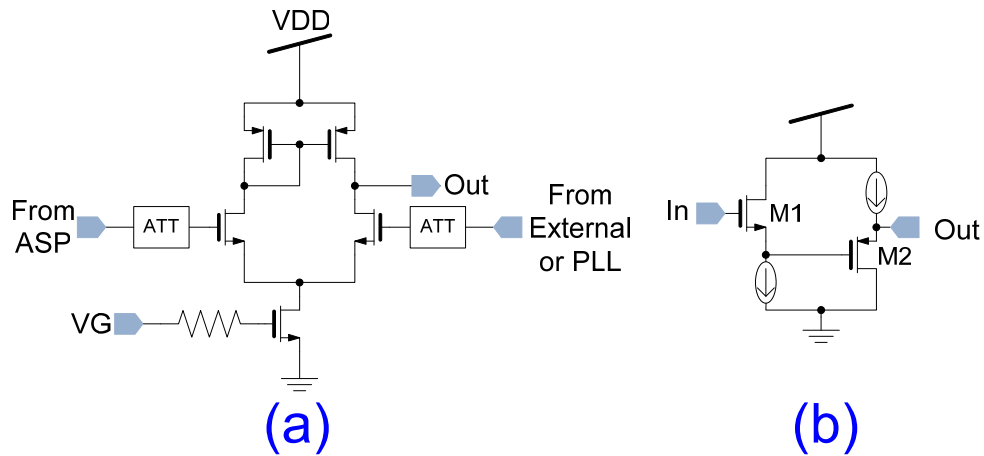 VDD
Out
From
ASP
ATT
ATT
From
External
or PLL
VG
(a)
In
M1
Out
M2
(b)